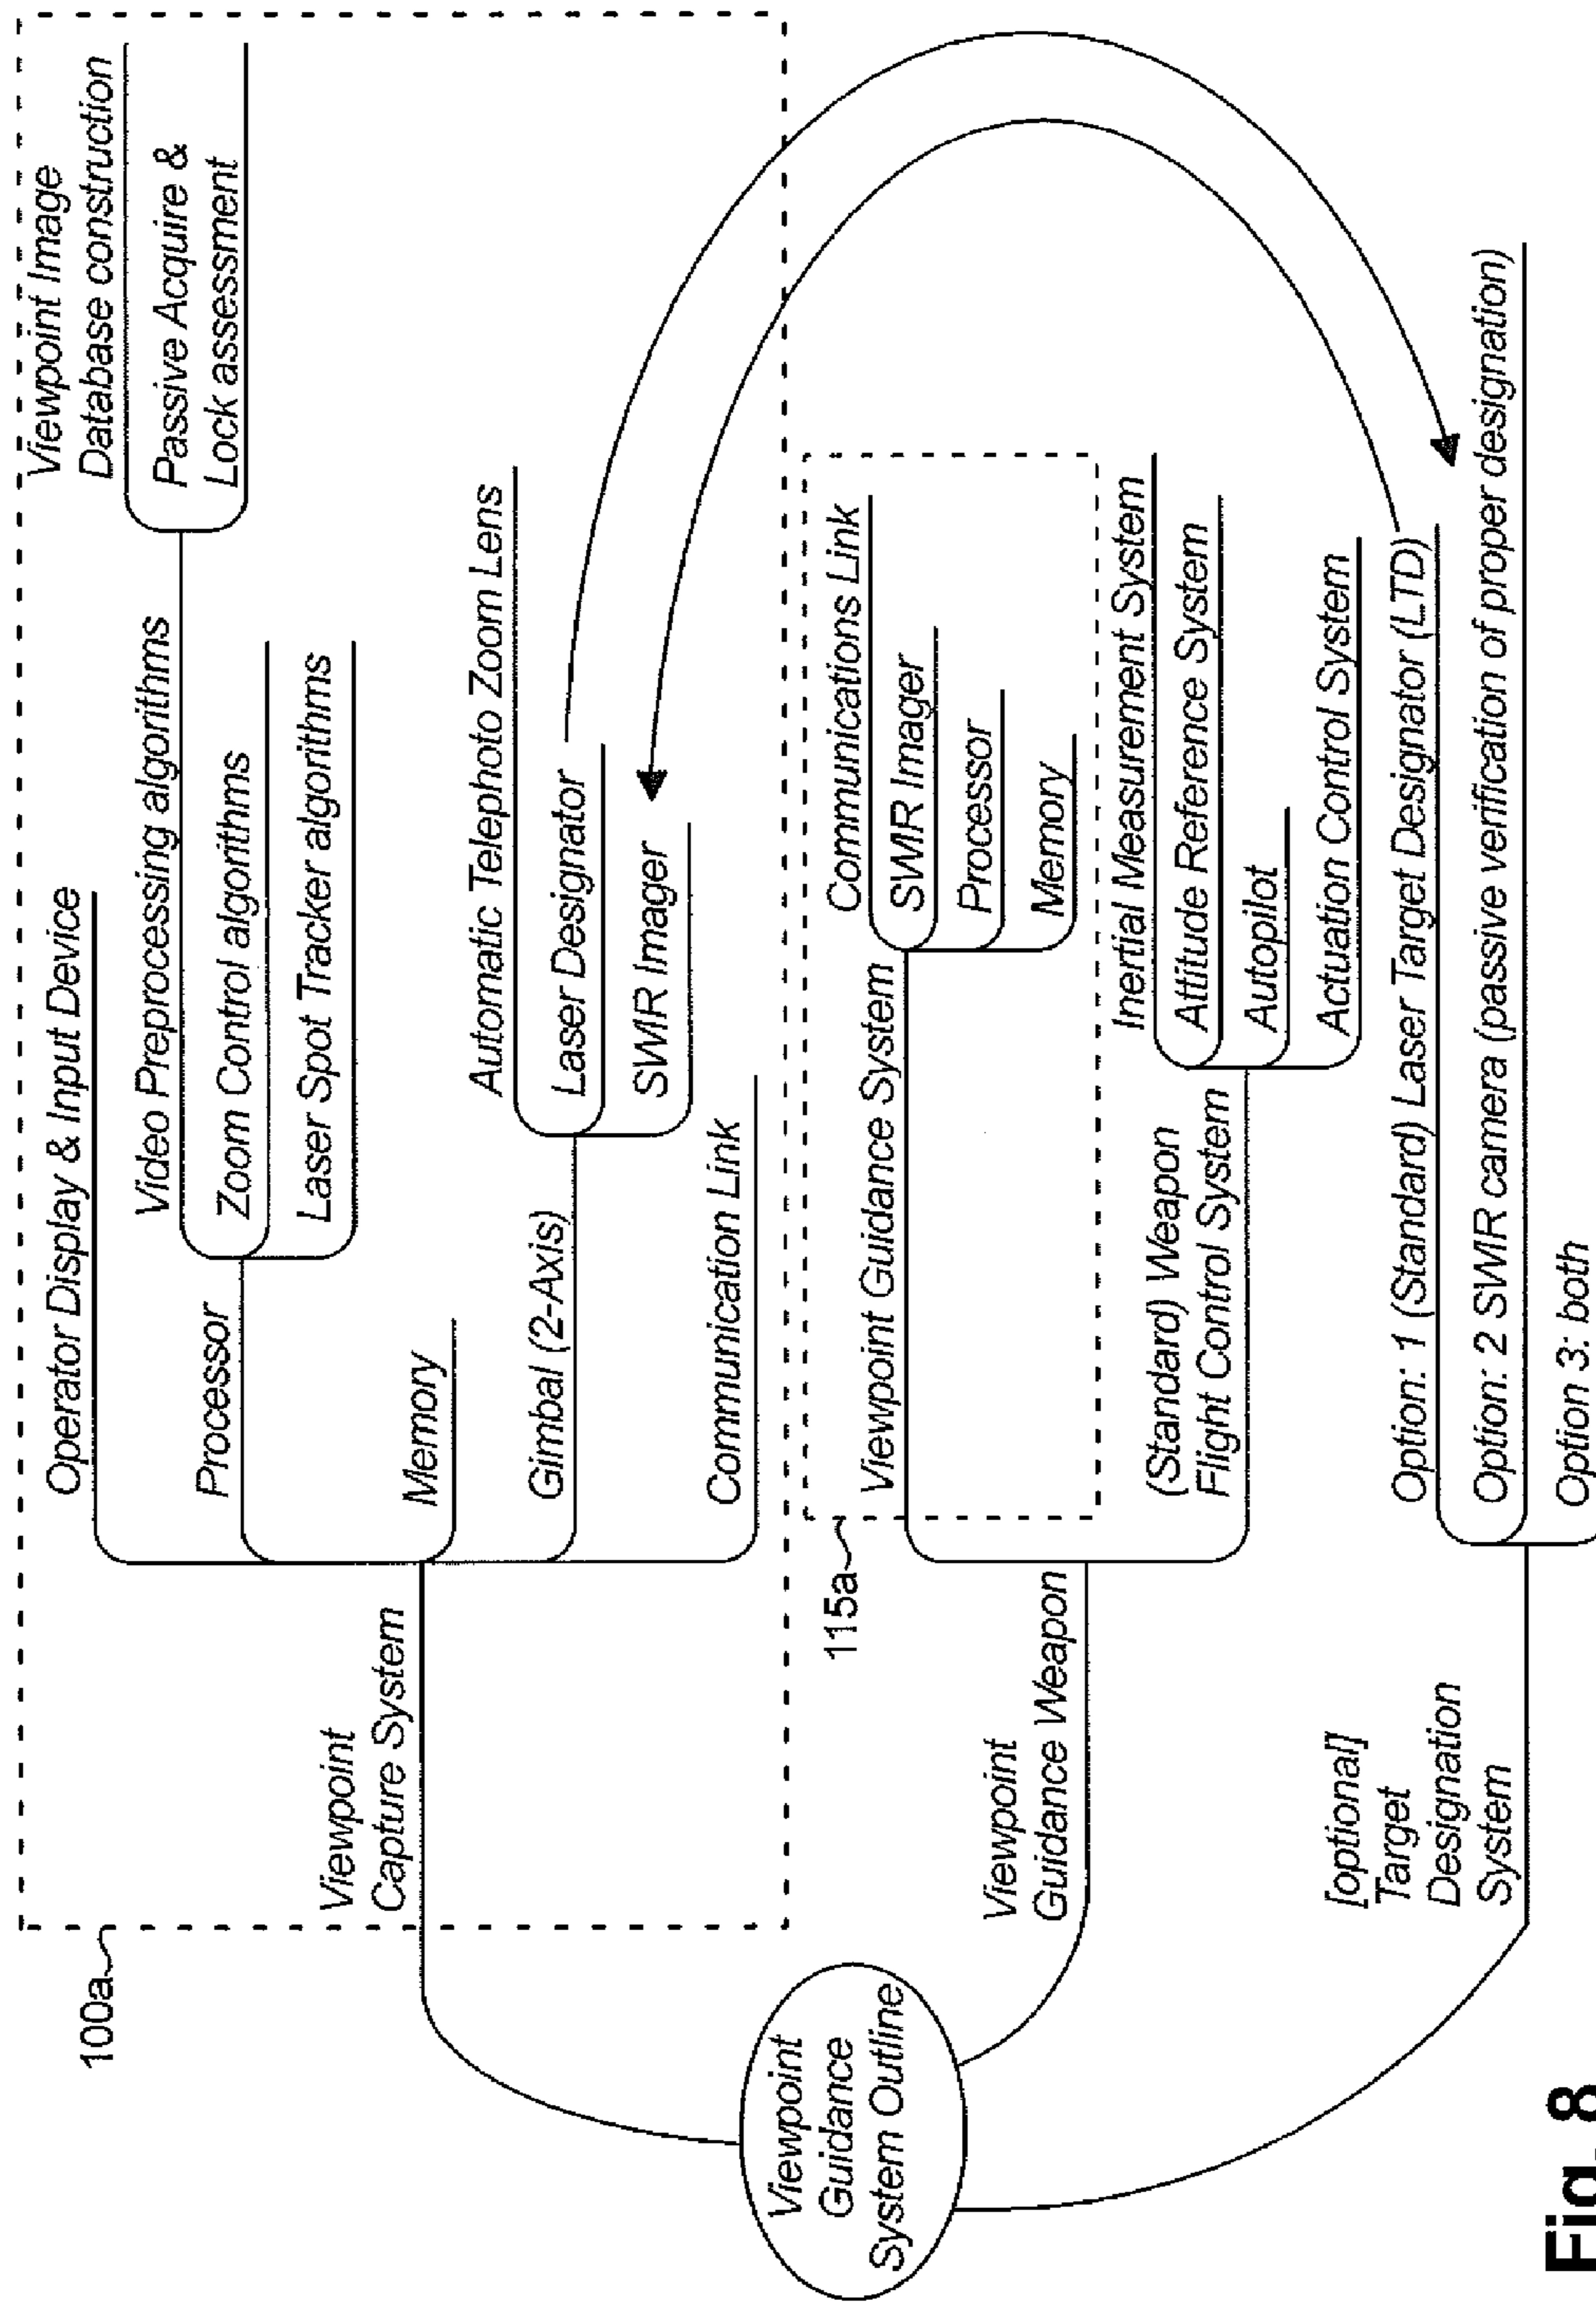 100a
Viewpoint
Capture System
Operator Display & Input Device
Processor
Video Preprocessing algorithms
Viewpoint Image
Database construction
Passive Acquire &
Lock assessment
Zoom Control algorithms
Laser Spot Tracker algorithms
Memory
Gimbal (2-Axis)
Automatic Telephoto Zoom Lens
Laser Designator
SWIR Imager
Communication Link
Viewpoint
Guidance
System Outline
115a
Viewpoint
Guidance Weapon
Viewpoint Guidance System
Communications Link
SWIR Imager
Processor
Memory
(Standard) Weapon
Flight Control System
Inertial Measurement System
Attitude Reference System
Autopilot
Actuation Control System
[optional]
Target
Designation
System
Option: 1 (Standard) Laser Target Designator (LTD)
Option: 2 SWIR camera (passive verification of proper designation)
Option 3: both
Fig. 8